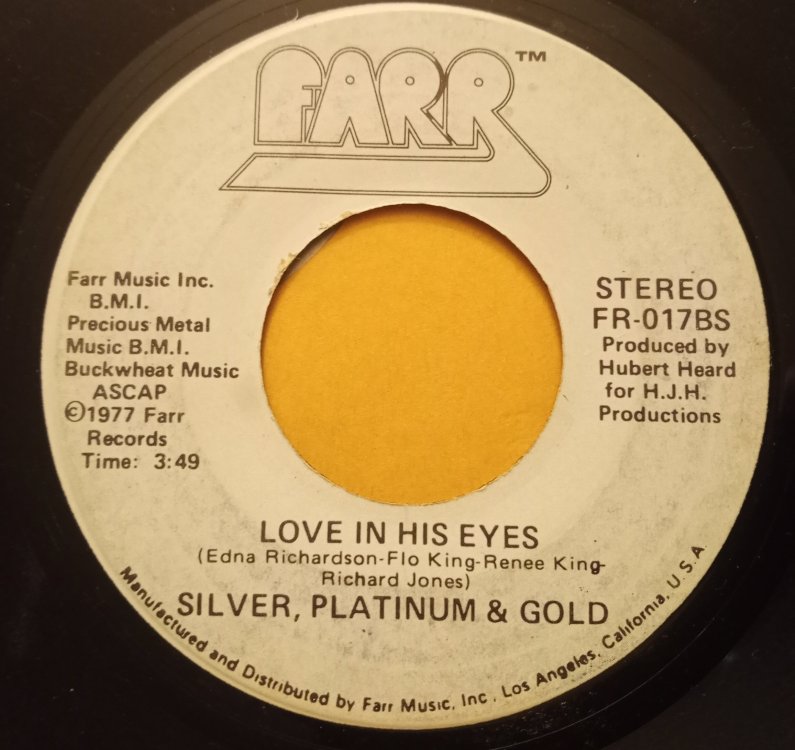 FARR™
Farr Music Inc.
B.M.I.
Precious Metal
Music B.M.I.
Buckwheat Music
ASCAP
©1977 Farr
Records
Time: 3:49
STEREO
FR-017BS
Produced by
Hubert Heard
for H.J.H.
Productions
LOVE IN HIS EYES
(Edna Richardson-Flo King-Renee King-
Richard Jones)
SILVER, PLATINUM & GOLD
Manufactured and Distributed by Farr Music, Inc. Los Angeles, California, U.S.A